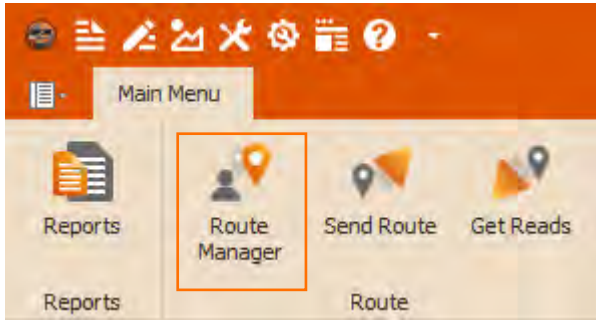 Main Menu
Reports
Route
Manager
Send Route
Get Reads
Reports
Route